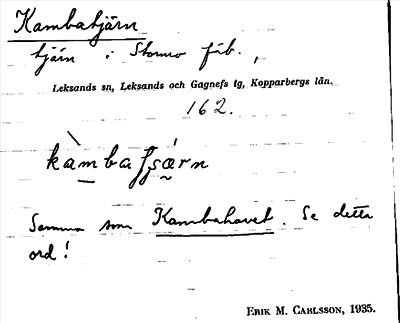 Kambatjärn
tjärn i Stormo fäb.,
Leksands sn, Leksands och Gagnefs tg, Kopparbergs län.
162.
Samma som Kambahavet. Se detta
ord!
ERIK M. CARLSSON, 1935.